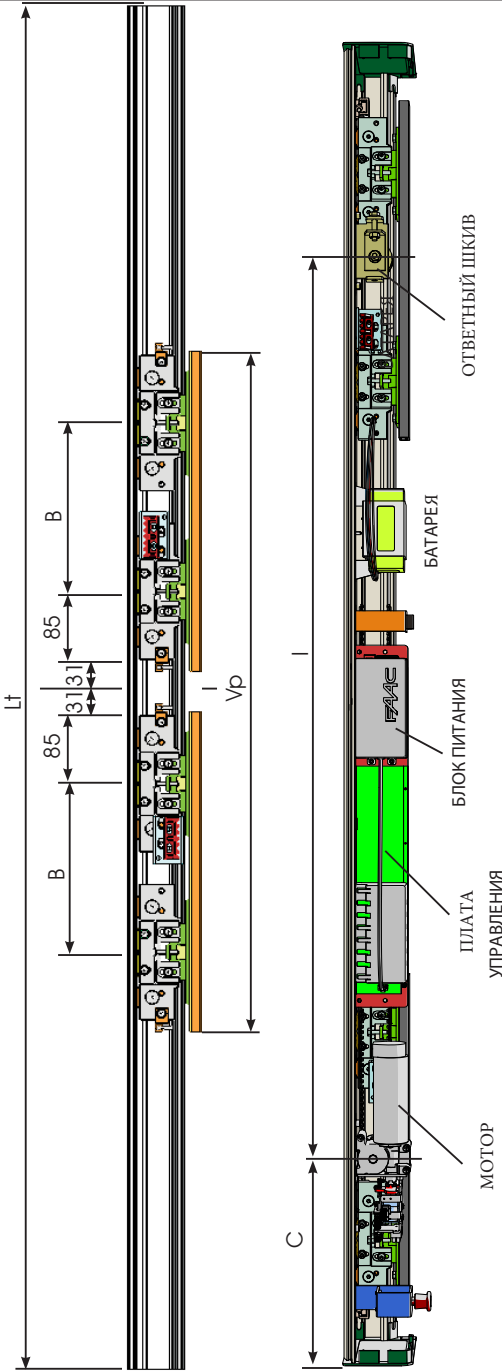 Lt
B
85
31
31
85
B
I
Vp
ОТВЕТНЫЙ ШКИВ
I
БАТАРЕЯ
FAAC
БЛОК ПИТАНИЯ
ПЛАТА
УПРАВЛЕНИЯ
МОТОР
C